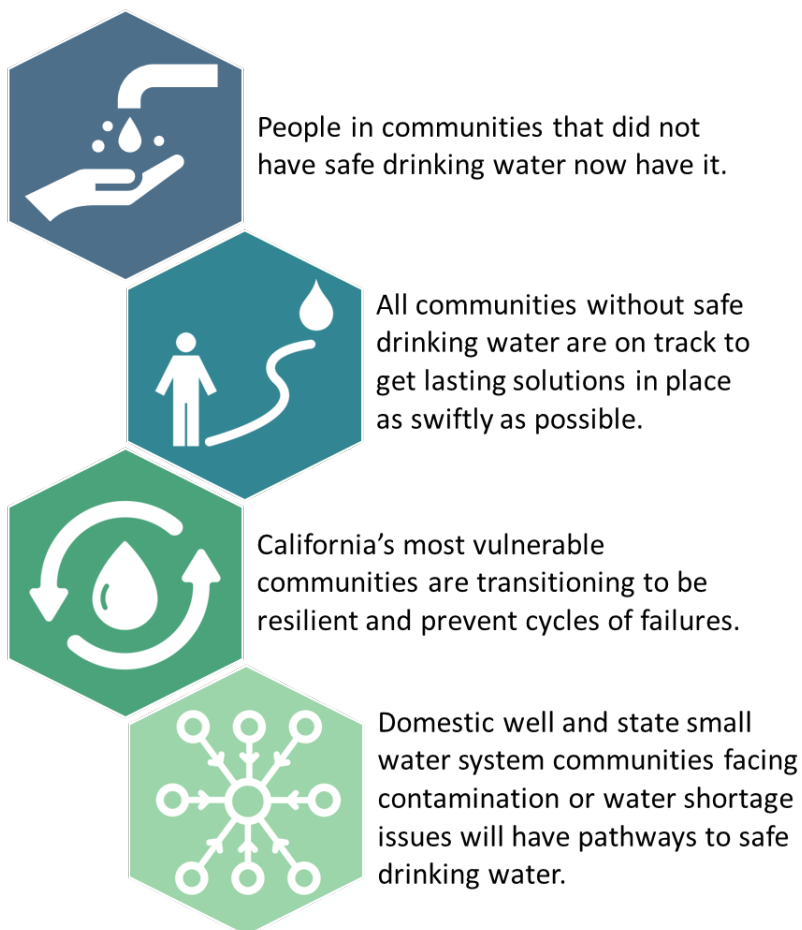 People in communities that did not
have safe drinking water now have it.
All communities without safe
drinking water are on track to
get lasting solutions in place
as swiftly as possible.
California’s most vulnerable
communities are transitioning to be
resilient and prevent cycles of failures.
Domestic well and state small
water system communities facing
contamination or water shortage
issues will have pathways to safe
drinking water.